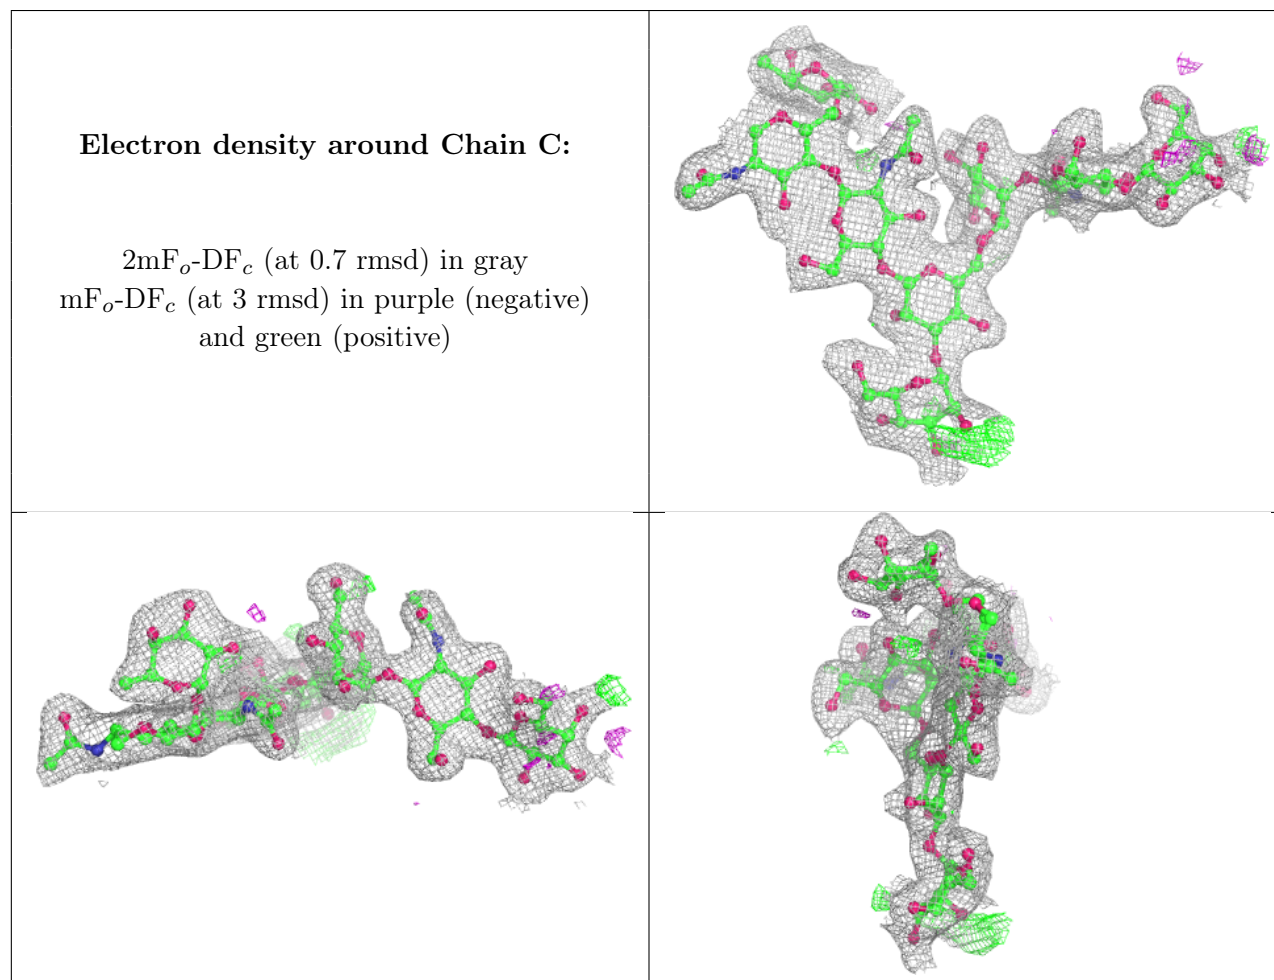 Electron density around Chain C:
2mFo-DFc (at 0.7 rmsd) in gray
mFo-DFc (at 3 rmsd) in purple (negative)
and green (positive)